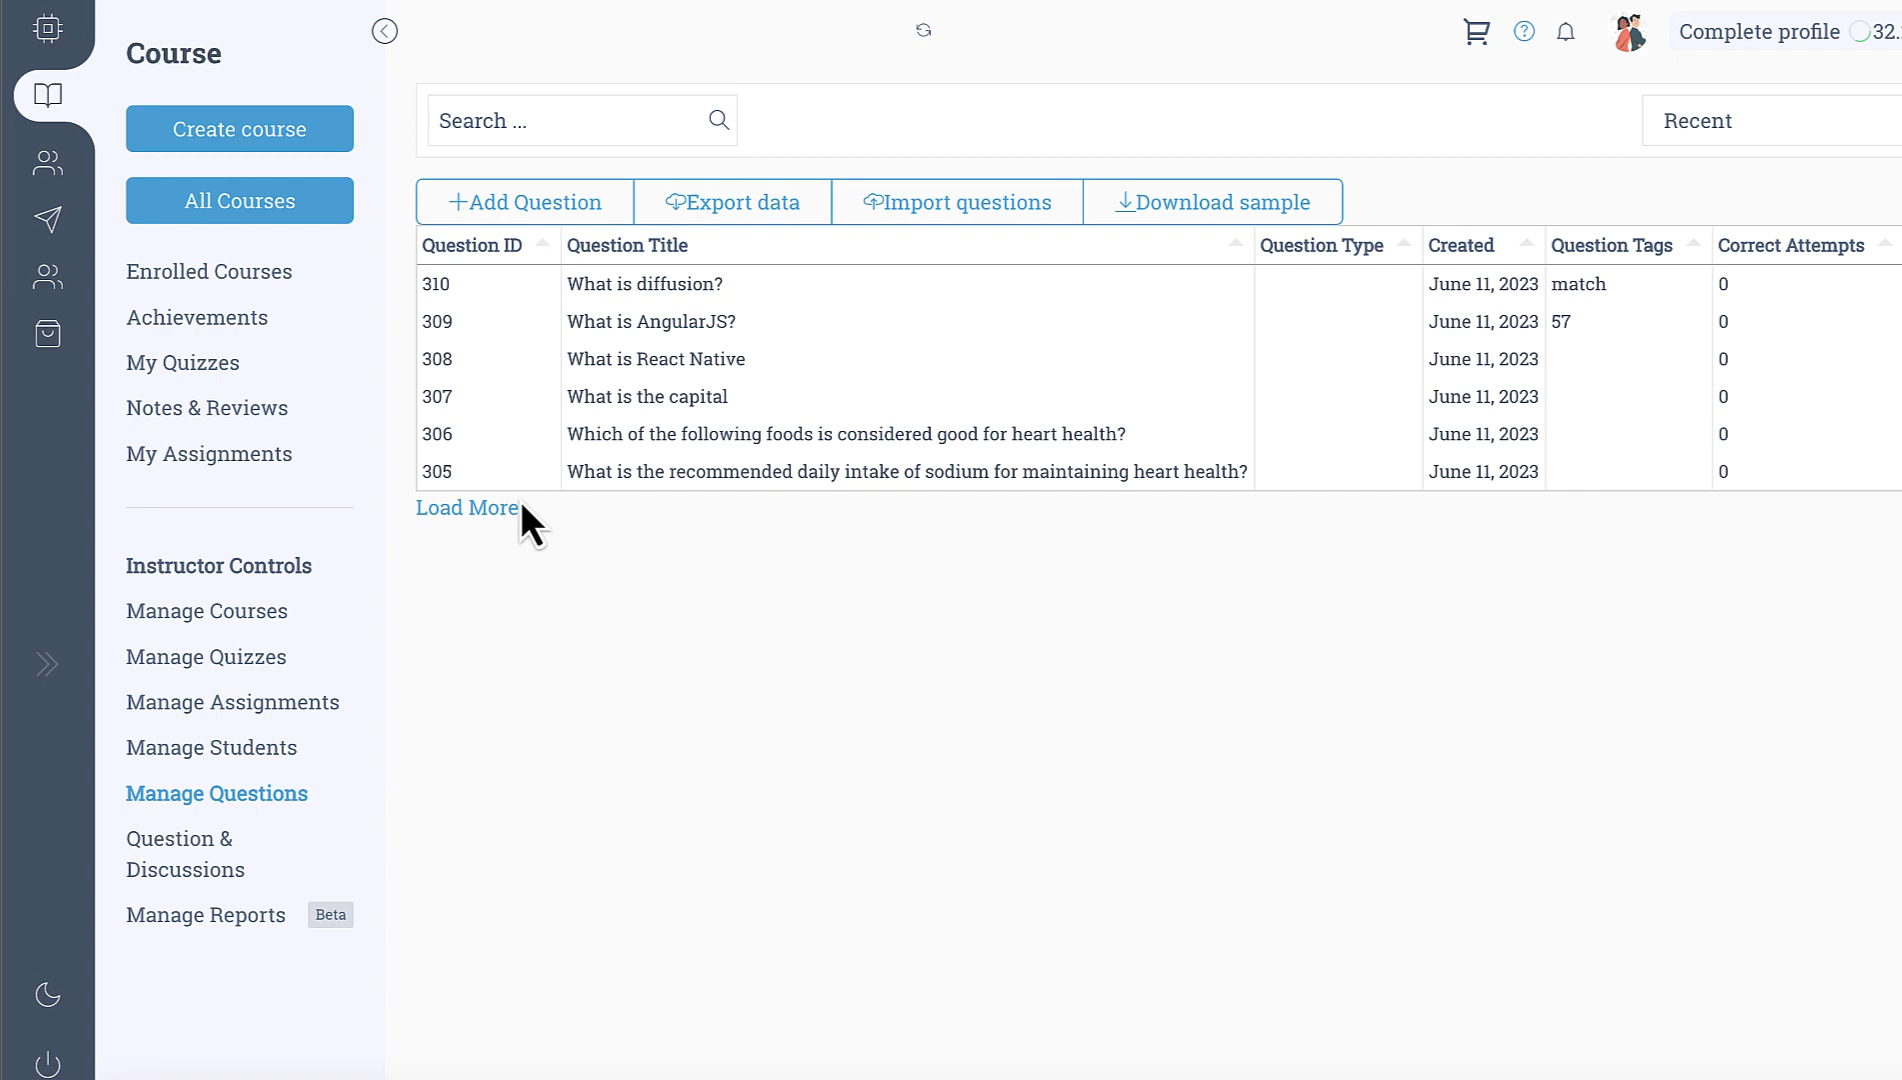 Course
Create course
All Courses
Enrolled Courses
Achievements
My Quizzes
Notes & Reviews
My Assignments
Instructor Controls
Manage Courses
Manage Quizzes
Manage Assignments
Manage Students
Manage Questions
Question &
Discussions
Manage Reports Beta
Complete profile 32.
Search ...
Recent
Add Question Export data Import questions Download sample
Question ID Question Title Question Type Created Question Tags Correct Attempts
310 What is diffusion? June 11, 2023 match 0
309 What is AngularJS? June 11, 2023 57 0
308 What is React Native June 11, 2023 0
307 What is the capital June 11, 2023 0
306 Which of the following foods is considered good for heart health? June 11, 2023 0
305 What is the recommended daily intake of sodium for maintaining heart health? June 11, 2023 0
Load More